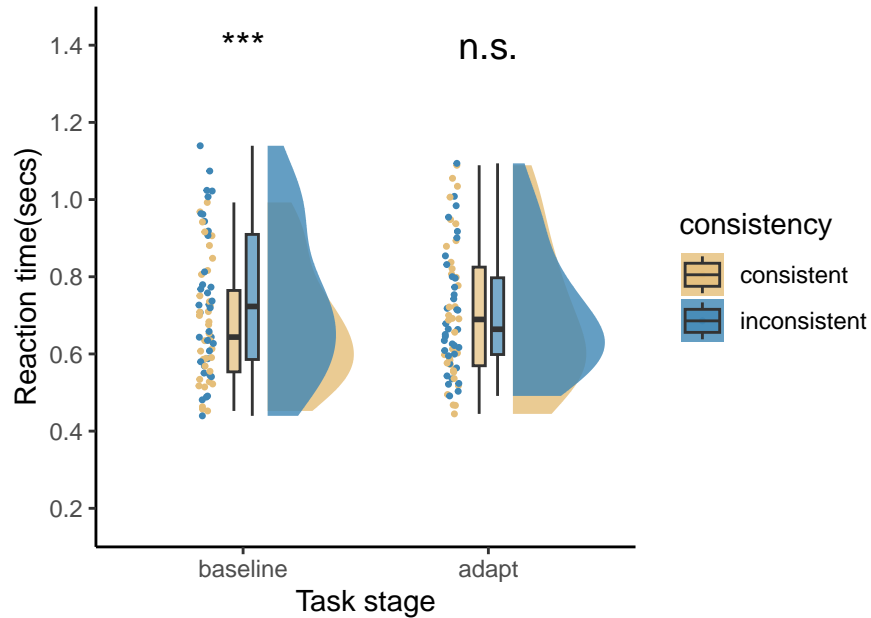 ***
n.s.
1.4
1.2
1.0
0.8
0.6
0.4
0.2
Reaction time(secs)
baseline
adapt
Task stage
consistency
consistent
inconsistent